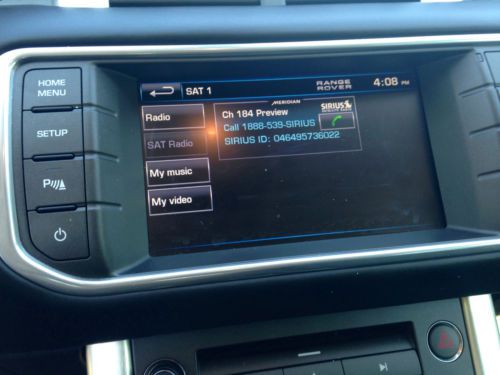 HOME
MENU
SETUP
P
SAT 1
RANGE
ROVER
4:08 PM
MERIDIAN
Radio
SAT Radio
My music
My video
Ch 184 Preview
SIRIUS
Call 1888-539-SIRIUS
SIRIUS ID: 046495736022